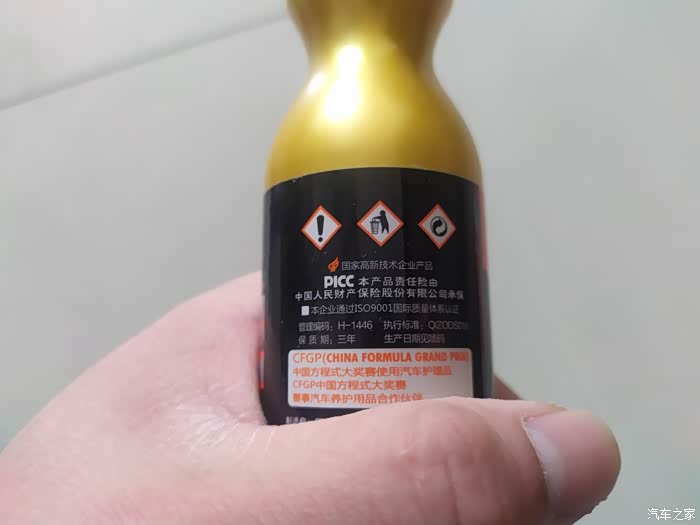 国家高新技术企业产品
PICC 本产品责任险由
中国人民财产保险股份有限公司承保
本企业通过ISO9001国际质量体系认证
管理编码：H-1446 执行标准：
保 质 期：三年 生产日期见喷码
CFGP(CHINA FORMULA GRAND
中国方程式大奖赛使用汽车护理品
CFGP中国方程式大奖赛
赛事汽车养护用品合作伙伴
制造商
汽车之家